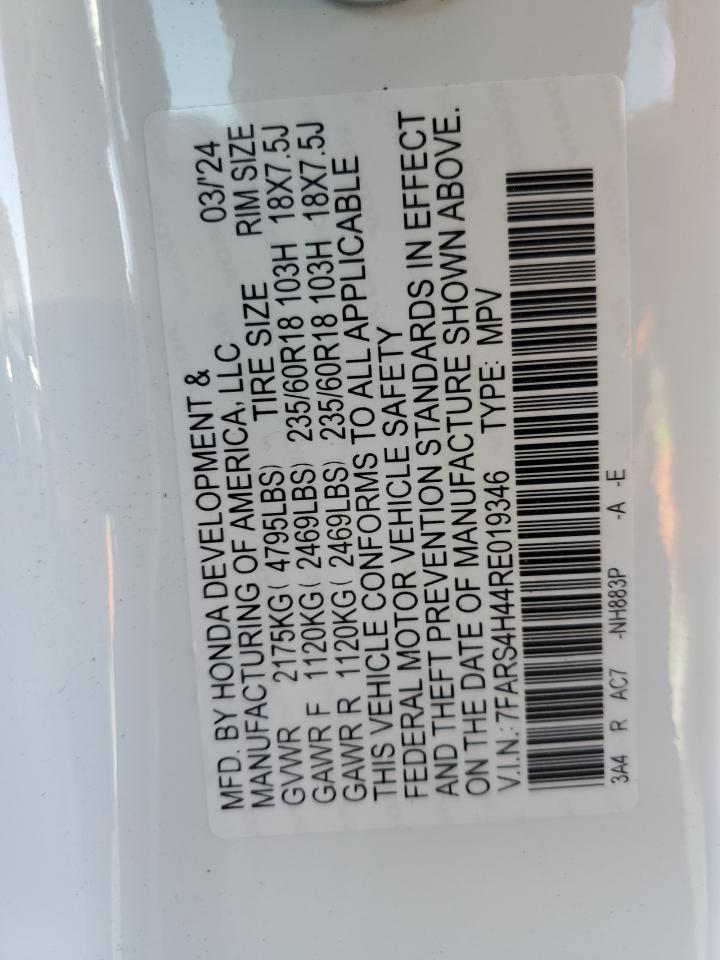 MFD. BY HONDA DEVELOPMENT & 03/'24
MANUFACTURING OF AMERICA, LLC RIM SIZE
GVWR 2175KG( 4795LBS) TIRE SIZE
GAWR F 1120KG( 2469LBS) 235/60R18 103H 18X7.5J
GAWR R 1120KG( 2469LBS) 235/60R18 103H 18X7.5J
THIS VEHICLE CONFORMS TO ALL APPLICABLE
FEDERAL MOTOR VEHICLE SAFETY
AND THEFT PREVENTION STANDARDS IN EFFECT
ON THE DATE OF MANUFACTURE SHOWN ABOVE.
V.I.N.: 7FARS4H44RE019346 TYPE: MPV
3A4 R AC7 -NH883P -A -E